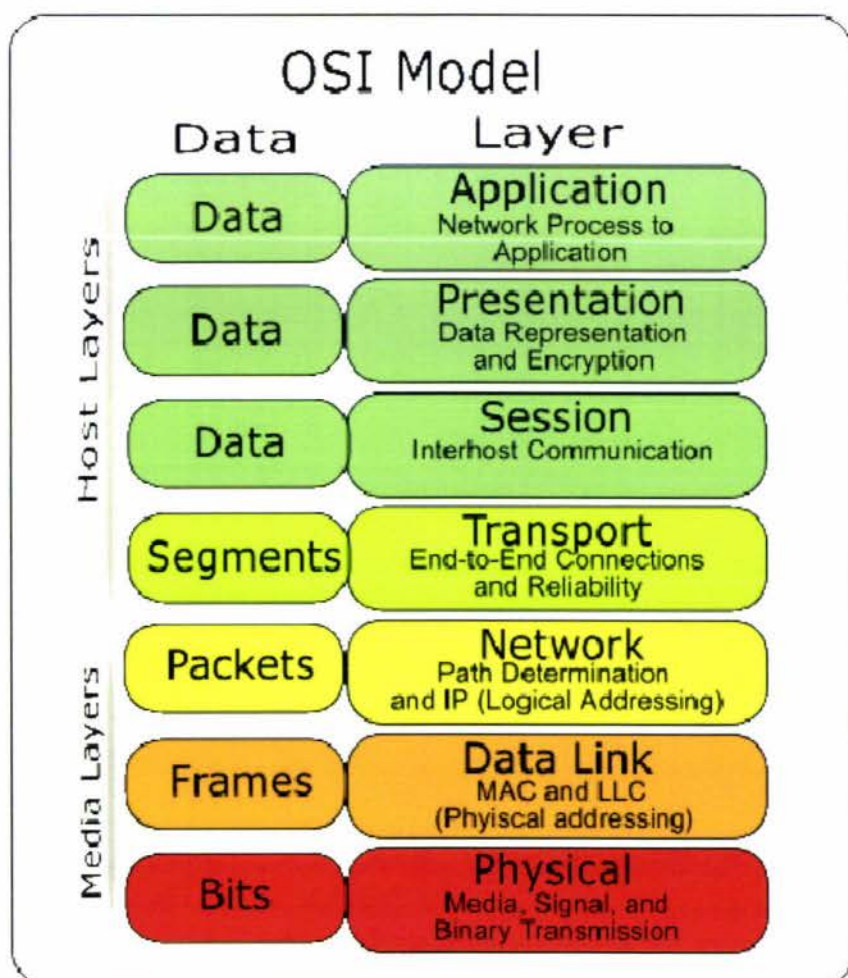 OSI Model
Data Layer
Host Layers
Data
Application
Network Process to
Application
Data
Presentation
Data Representation
and Encryption
Data
Session
Interhost Communication
Segments
Transport
End-to-End Connections
and Reliability
Media Layers
Packets
Network
Path Determination
and IP (Logical Addressing)
Frames
Data Link
MAC and LLC
(Phyiscal addressing)
Bits
Physical
Media, Signal, and
Binary Transmission